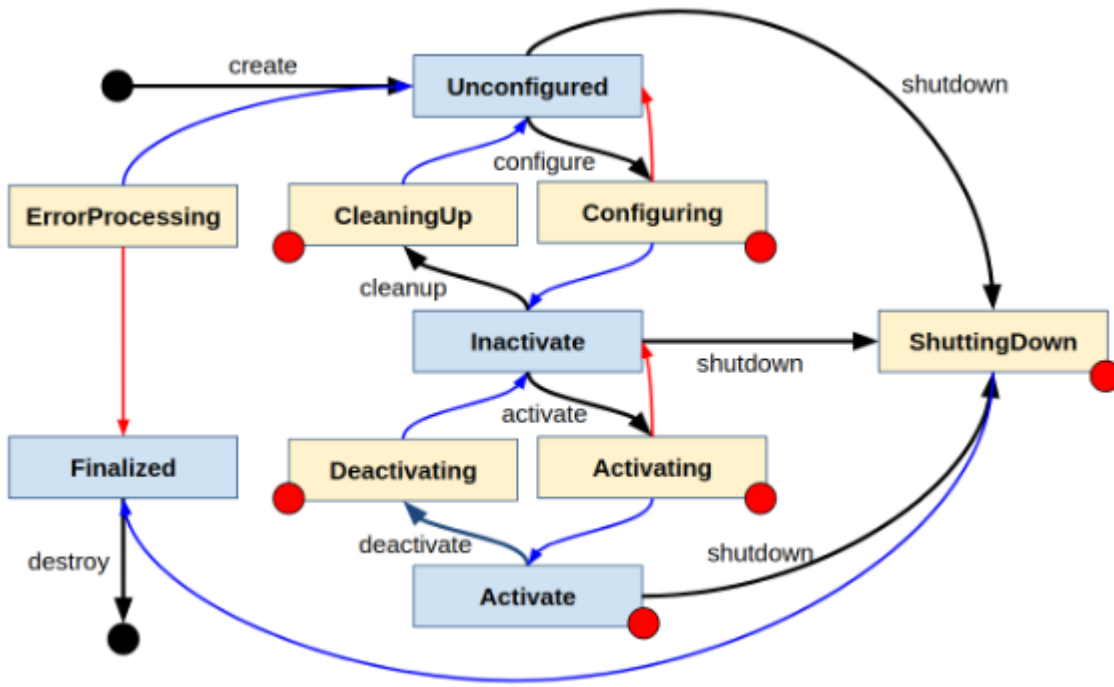 create
Unconfigured
shutdown
configure
ErrorProcessing
CleaningUp
Configuring
cleanup
Inactivate
shutdown
ShuttingDown
activate
Finalized
Deactivating
Activating
deactivate
shutdown
destroy
Activate